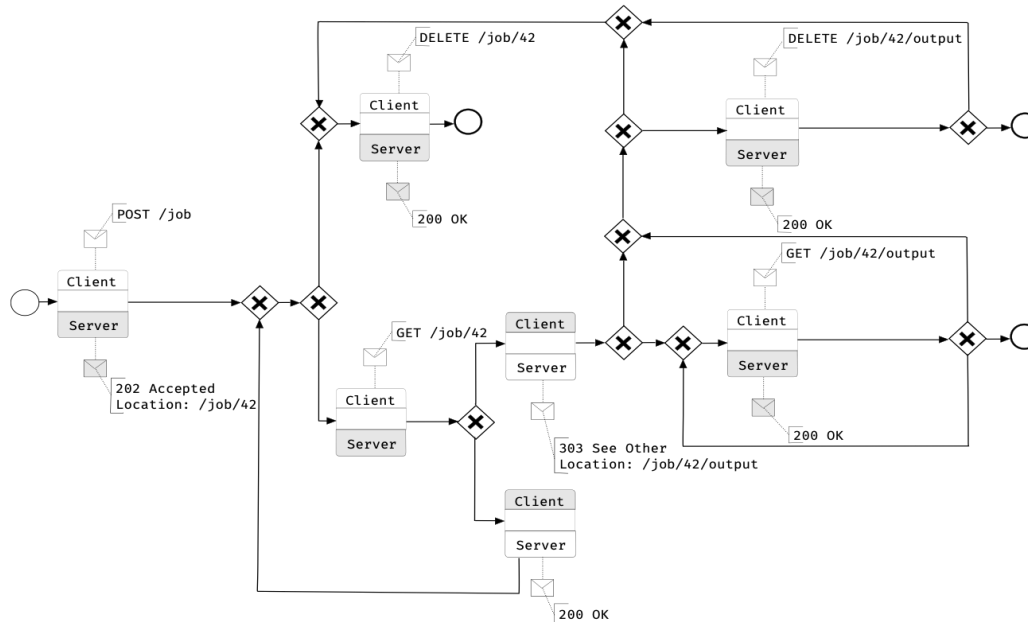 DELETE /job/42
DELETE /job/42/output
Client
Server
200 OK
Client
Server
200 OK
POST /job
Client
Server
202 Accepted
Location: /job/42
GET /job/42
Client
Server
Client
Server
303 See Other
Location: /job/42/output
GET /job/42/output
Client
Server
200 OK
Client
Server
200 OK